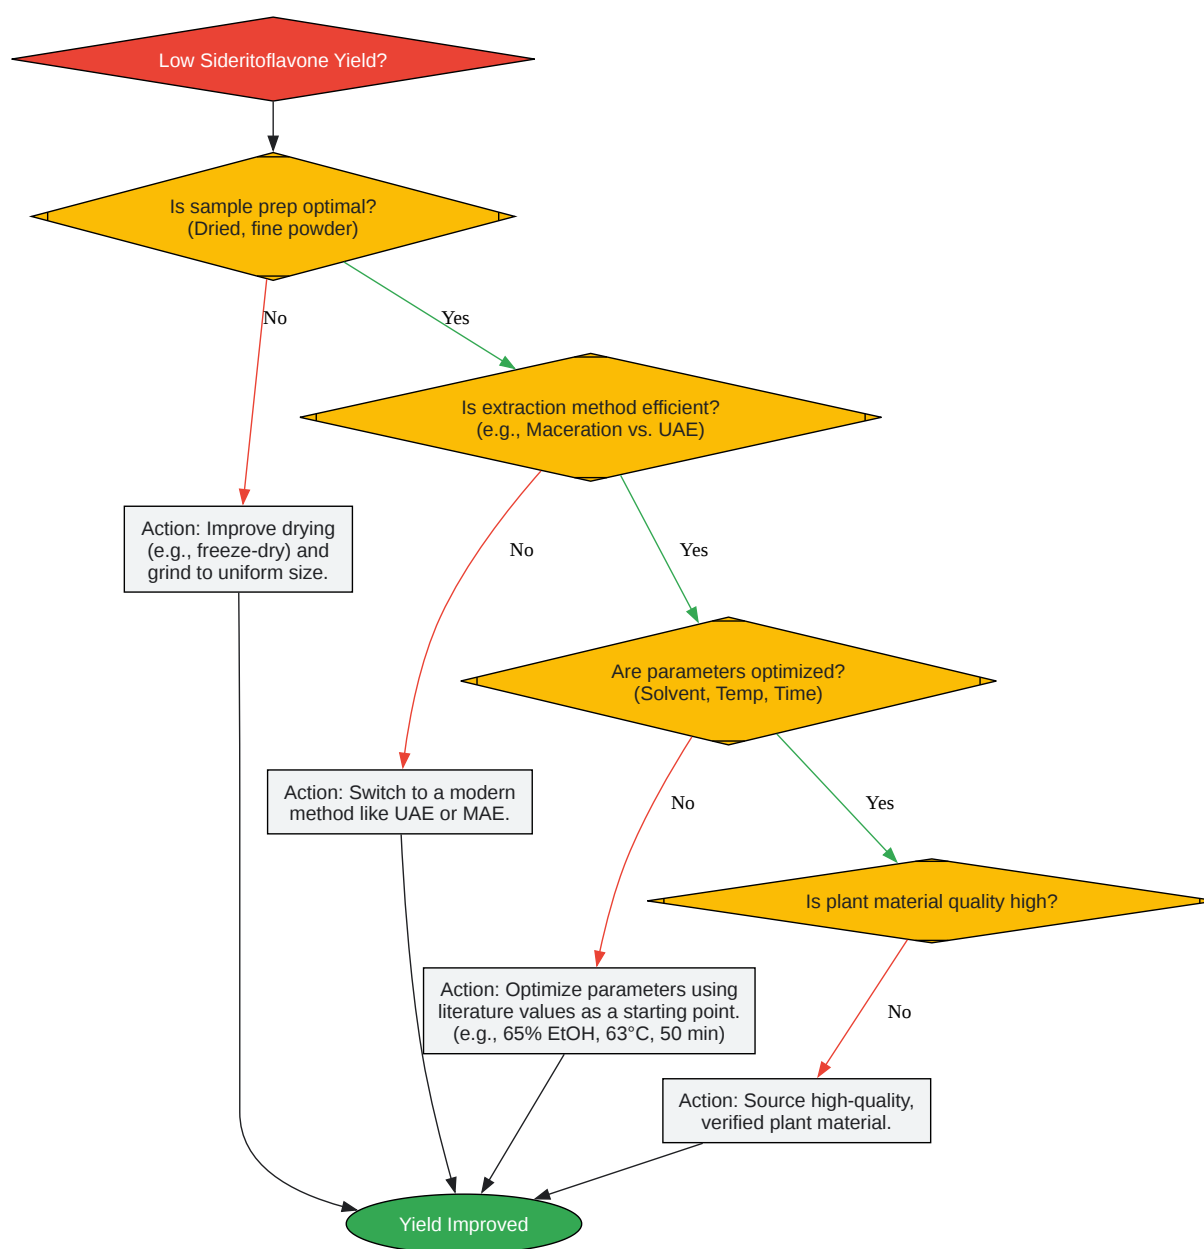 Low Sideritoflavone Yield?
Is sample prep optimal?
(Dried, fine powder)
No
Yes
Is extraction method efficient?
(e.g., Maceration vs. UAE)
Action: Improve drying
(e.g., freeze-dry) and
grind to uniform size.
No
Yes
Are parameters optimized?
(Solvent, Temp, Time)
Action: Switch to a modern
method like UAE or MAE.
No
Yes
Is plant material quality high?
Action: Optimize parameters using
literature values as a starting point.
(e.g., 65% EtOH, 63°C, 50 min)
No
Action: Source high-quality,
verified plant material.
Yield Improved